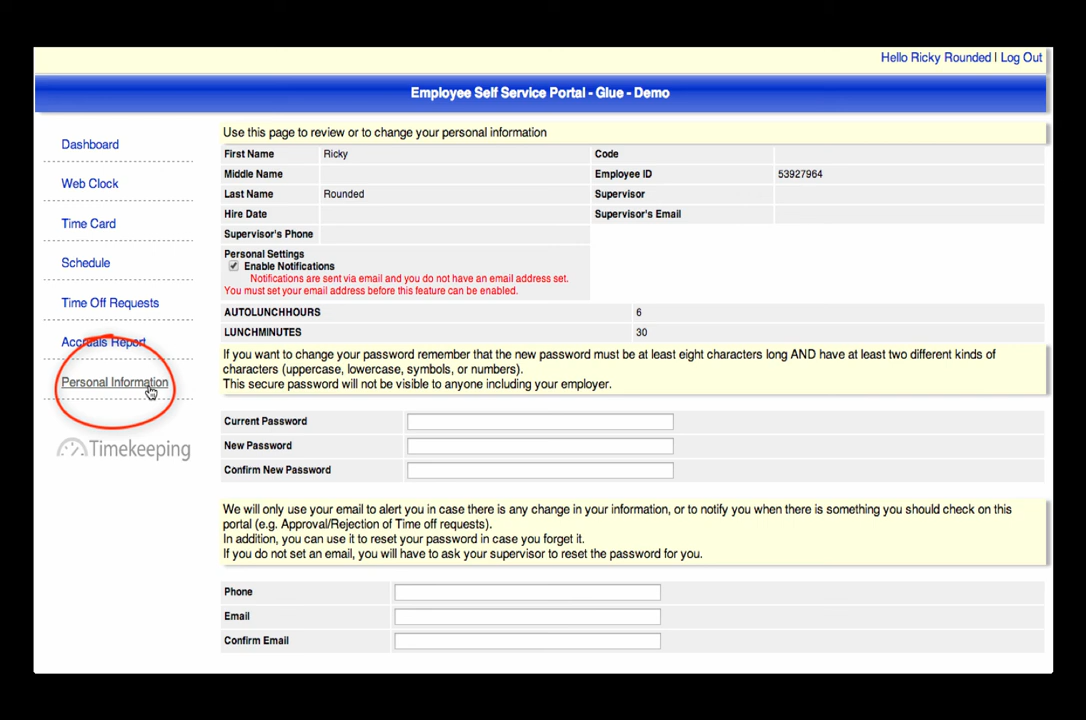 Hello Ricky Rounded | Log Out
Employee Self Service Portal - Glue - Demo
Dashboard
Web Clock
Time Card
Schedule
Time Off Requests
Accruals Report
Personal Information
Timekeeping
Use this page to review or to change your personal information
First Name Ricky Code
Middle Name Employee ID 53927964
Last Name Rounded Supervisor
Hire Date Supervisor's Email
Supervisor's Phone
Personal Settings
Enable Notifications
Notifications are sent via email and you do not have an email address set.
You must set your email address before this feature can be enabled.
AUTOLUNCHHOURS 6
LUNCHMINUTES 30
If you want to change your password remember that the new password must be at least eight characters long AND have at least two different kinds of
characters (uppercase, lowercase, symbols, or numbers).
This secure password will not be visible to anyone including your employer.
Current Password
New Password
Confirm New Password
We will only use your email to alert you in case there is any change in your information, or to notify you when there is something you should check on this
portal (e.g. Approval/Rejection of Time off requests).
In addition, you can use it to reset your password in case you forget it.
If you do not set an email, you will have to ask your supervisor to reset the password for you.
Phone
Email
Confirm Email